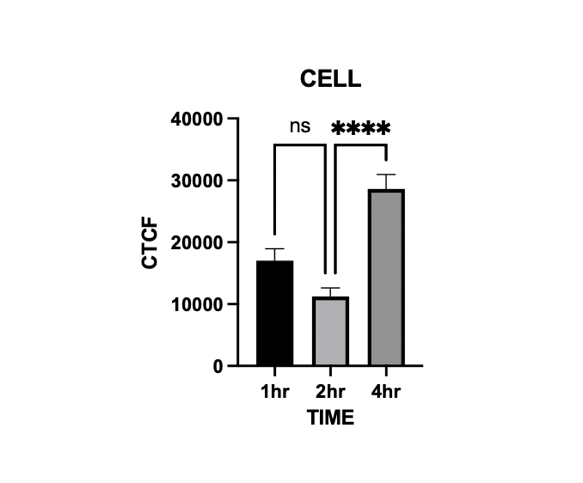 CELL
ns ****
40000
30000
20000
10000
0
CTCF
1hr 2hr 4hr
TIME